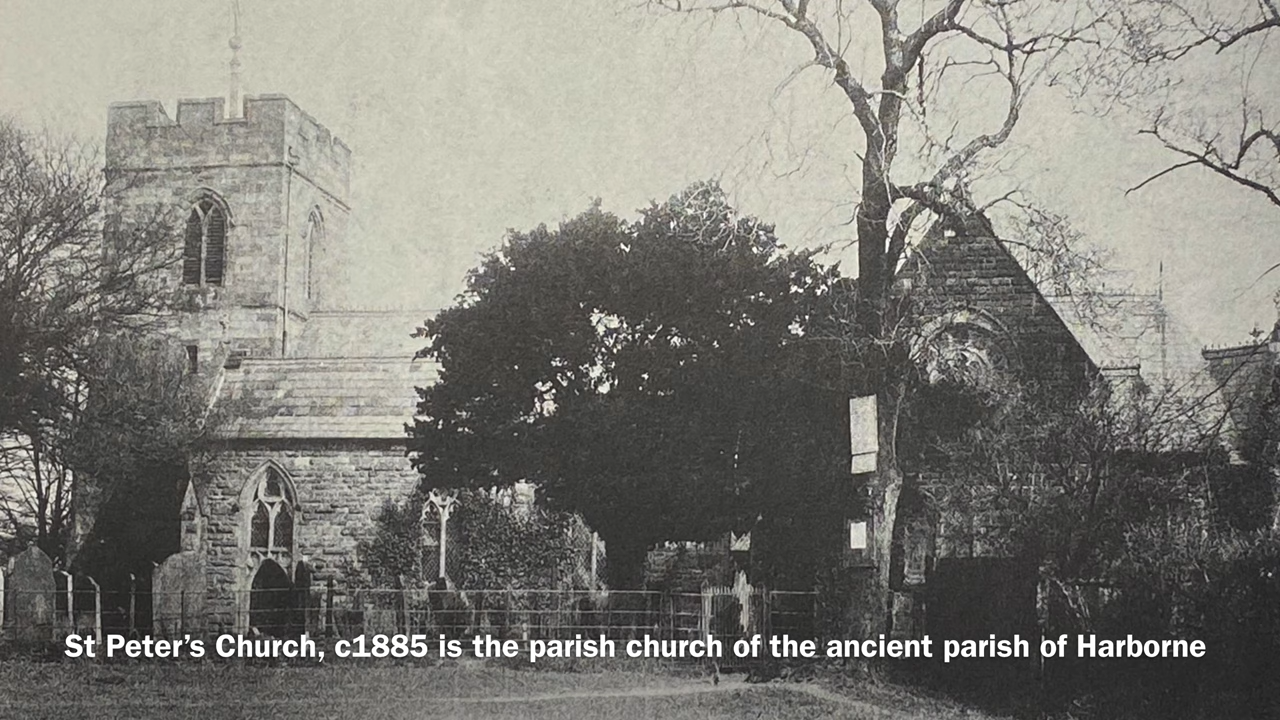 St Peter’s Church, c1885 is the parish church of the ancient parish of Harborne